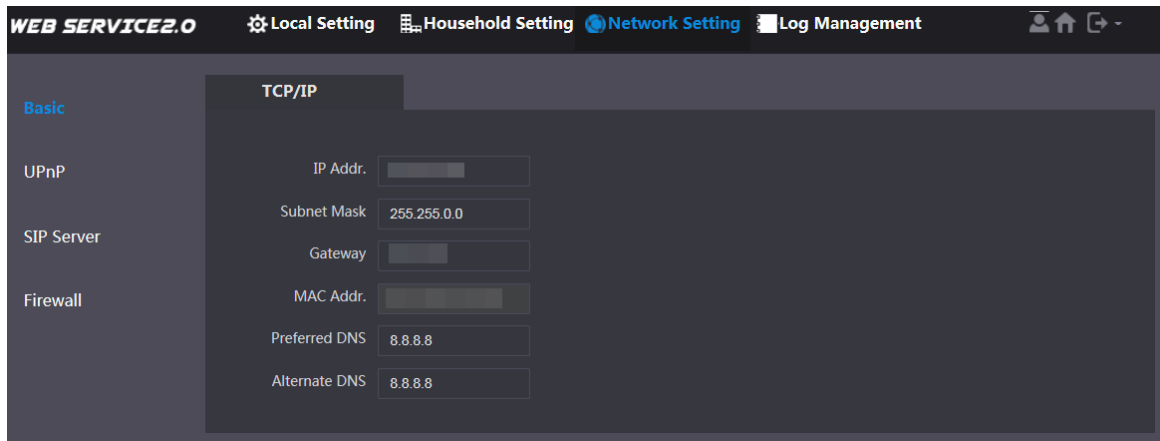 WEB SERVICE2.0 Local Setting Household Setting Network Setting Log Management
Basic
UPnP
SIP Server
Firewall
TCP/IP
IP Addr.
Subnet Mask 255.255.0.0
Gateway
MAC Addr.
Preferred DNS 8.8.8.8
Alternate DNS 8.8.8.8